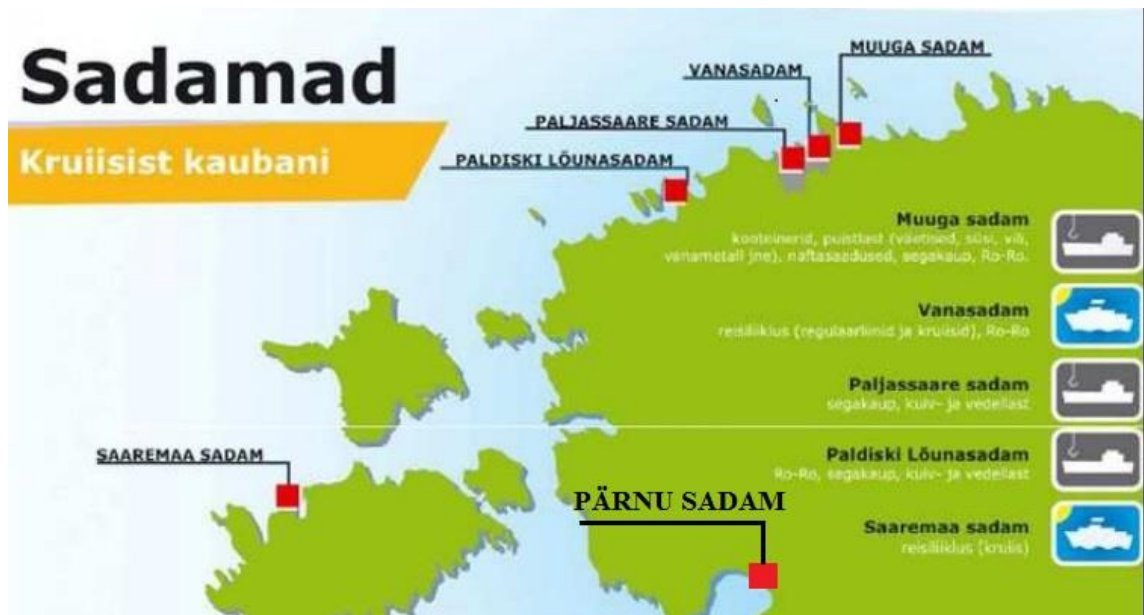 Sadamad
Kruiisist kaubani
MUUGA SADAM
VANASADAM
PALJASSAARE SADAM
PALDISKI LÕUNASADAM
Muuga sadam
konteinerid, puistlast (väetised, süsi, vili,
vanametall jne), naftasaadused, segakaup, Ro-Ro.
Vanasadam
reisiliiklus (regulaarliinid ja kruiisid), Ro-Ro
Paljassaare sadam
segakaup, kuiv- ja vedellast
SAAREMAA SADAM
Paldiski Lõunasadam
Ro-Ro, segakaup, kuiv- ja vedellast
PÄRNU SADAM
Saaremaa sadam
reisiliiklus (kruiis)